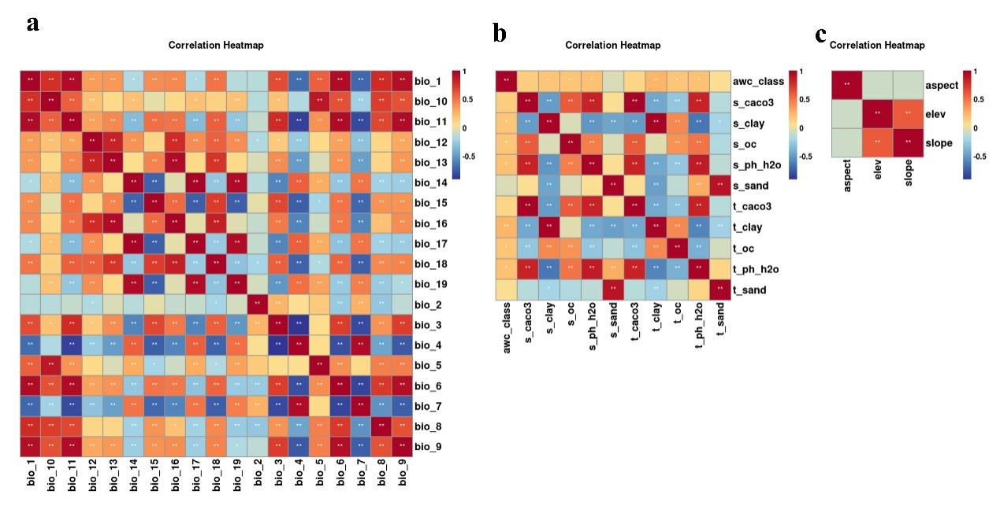 a
Correlation Heatmap
bio_1
bio_10
bio_11
bio_12
bio_13
bio_14
bio_15
bio_16
bio_17
bio_18
bio_19
bio_2
bio_3
bio_4
bio_5
bio_6
bio_7
bio_8
bio_9
1
0.5
0
-0.5
bio_1 bio_10 bio_11 bio_12 bio_13 bio_14 bio_15 bio_16 bio_17 bio_18 bio_19 bio_2 bio_3 bio_4 bio_5 bio_6 bio_7 bio_8 bio_9
b
Correlation Heatmap
awc_class
s_caco3
s_clay
s_oc
s_ph_h2o
s_sand
t_caco3
t_clay
t_oc
t_ph_h2o
t_sand
1
0.5
0
-0.5
awc_class s_caco3 s_clay s_oc s_ph_h2o s_sand t_caco3 t_clay t_oc t_ph_h2o t_sand
c
Correlation Heatmap
aspect
elev
slope
1
0.5
0
-0.5
aspect elev slope